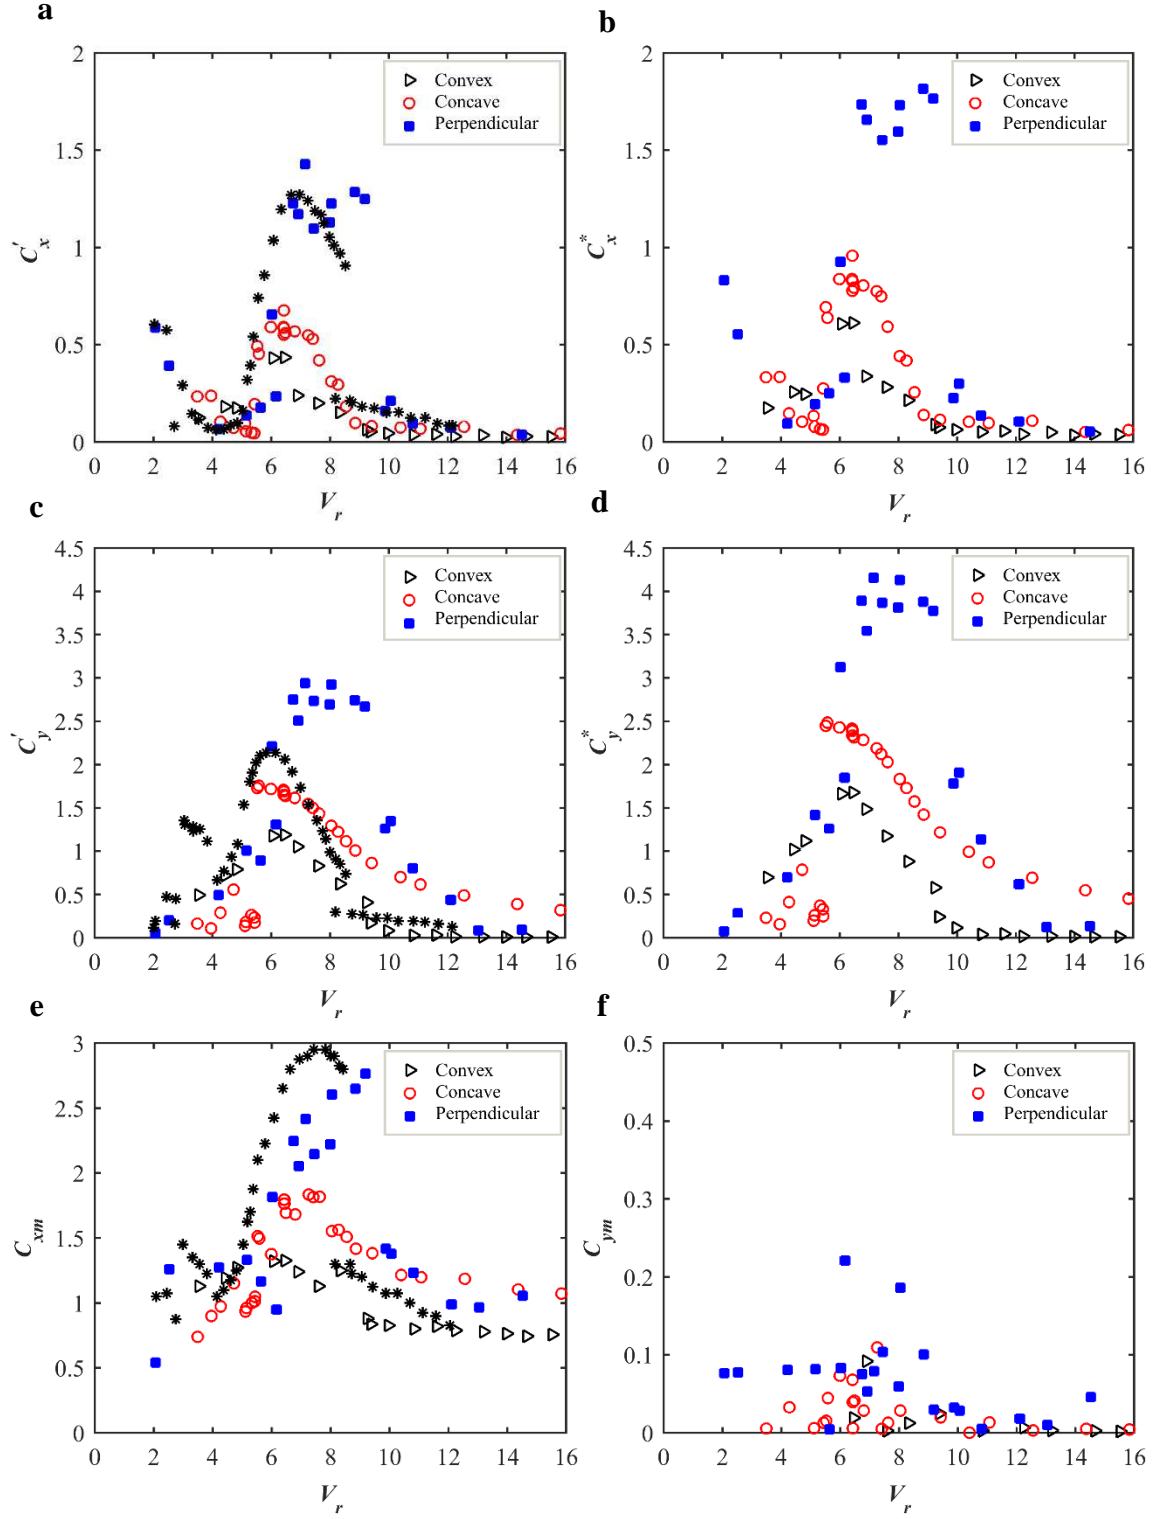 a
2
1.5
1
0.5
0
0 2 4 6 8 10 12 14 16
C'x
Vr
Convex
Concave
Perpendicular
b
2
1.5
1
0.5
0
0 2 4 6 8 10 12 14 16
C*x
Vr
Convex
Concave
Perpendicular
c
4.5
4
3.5
3
2.5
2
1.5
1
0.5
0
0 2 4 6 8 10 12 14 16
C'y
Vr
Convex
Concave
Perpendicular
d
4.5
4
3.5
3
2.5
2
1.5
1
0.5
0
0 2 4 6 8 10 12 14 16
C*y
Vr
Convex
Concave
Perpendicular
e
3
2.5
2
1.5
1
0.5
0
0 2 4 6 8 10 12 14 16
Cxm
Vr
Convex
Concave
Perpendicular
f
0.5
0.4
0.3
0.2
0.1
0
0 2 4 6 8 10 12 14 16
Cym
Vr
Convex
Concave
Perpendicular